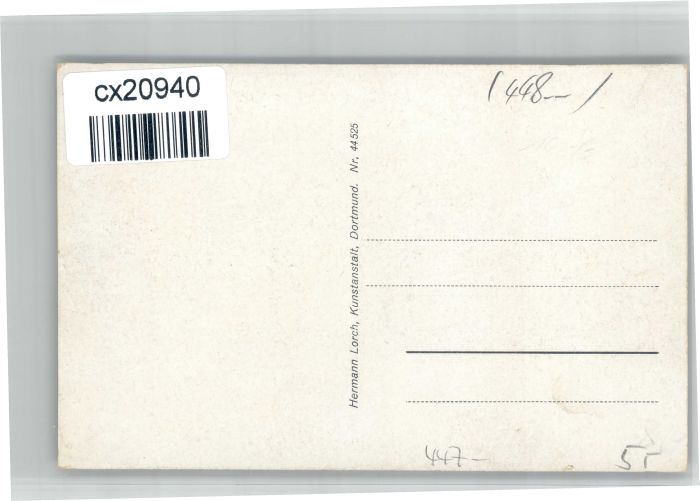 cx20940
(448--)
Hermann Lorch, Kunstanstalt, Dortmund. Nr. 44525
447-